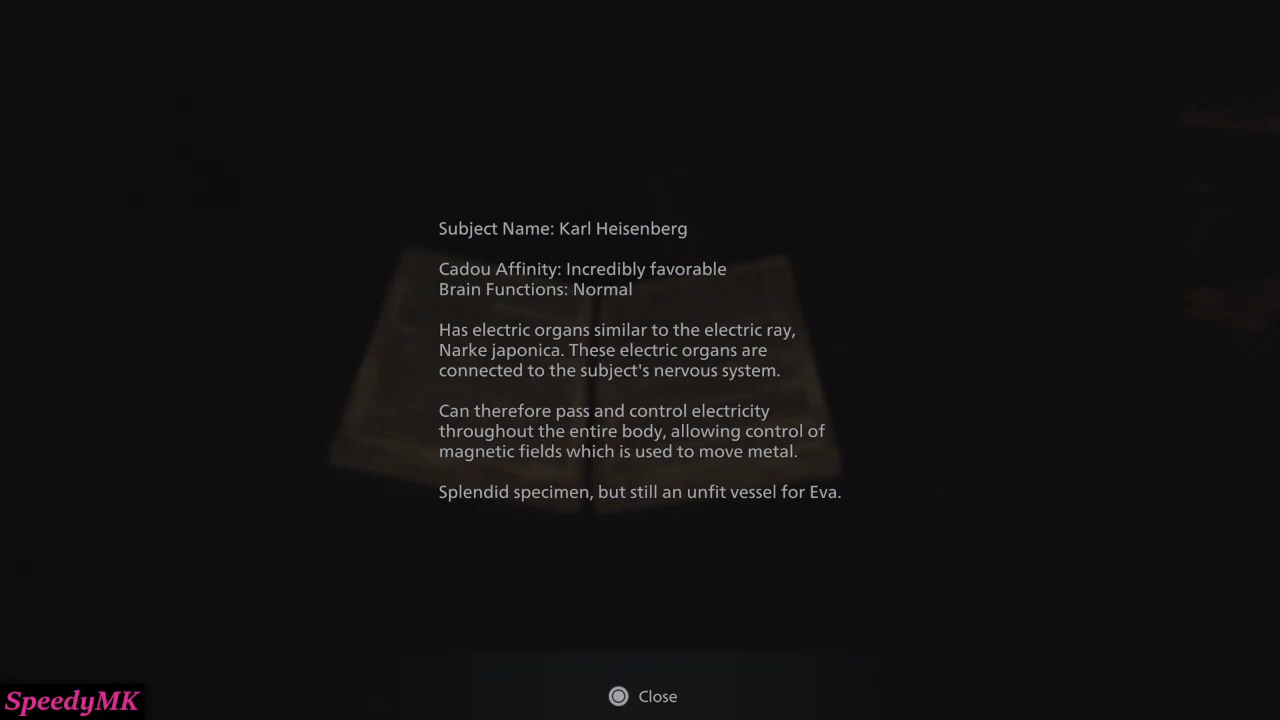 Subject Name: Karl Heisenberg
Cadou Affinity: Incredibly favorable
Brain Functions: Normal
Has electric organs similar to the electric ray,
Narke japonica. These electric organs are
connected to the subject's nervous system.
Can therefore pass and control electricity
throughout the entire body, allowing control of
magnetic fields which is used to move metal.
Splendid specimen, but still an unfit vessel for Eva.
Close
SpeedyMK